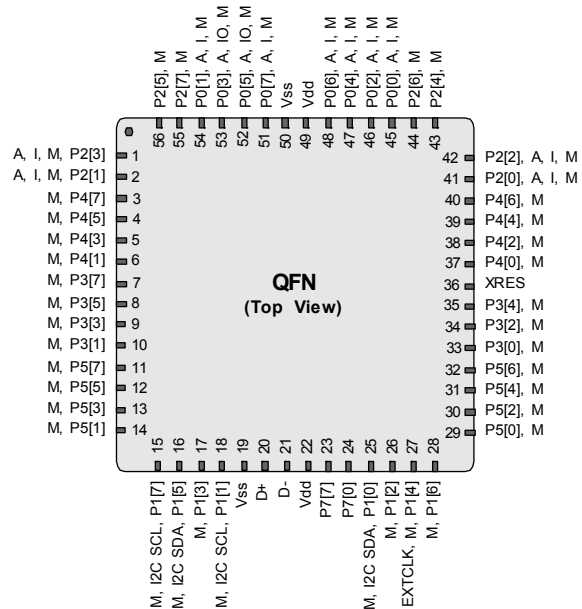 P2[5], M
P2[7], M
P0[1], A, I, M
P0[3], A, IO, M
P0[5], A, IO, M
P0[7], A, I, M
Vss
Vdd
P0[6], A, I, M
P0[4], A, I, M
P0[2], A, I, M
P0[0], A, I, M
P2[6], M
P2[4], M
56
55
54
53
52
51
50
49
48
47
46
45
44
43
A, I, M, P2[3] 1
A, I, M, P2[1] 2
M, P4[7] 3
M, P4[5] 4
M, P4[3] 5
M, P4[1] 6
M, P3[7] 7
M, P3[5] 8
M, P3[3] 9
M, P3[1] 10
M, P5[7] 11
M, P5[5] 12
M, P5[3] 13
M, P5[1] 14
QFN
(Top View)
42 P2[2], A, I, M
41 P2[0], A, I, M
40 P4[6], M
39 P4[4], M
38 P4[2], M
37 P4[0], M
36 XRES
35 P3[4], M
34 P3[2], M
33 P3[0], M
32 P5[6], M
31 P5[4], M
30 P5[2], M
29 P5[0], M
15
16
17
18
19
20
21
22
23
24
25
26
27
28
M, I2C SCL, P1[7]
M, I2C SDA, P1[5]
M, P1[3]
M, I2C SCL, P1[1]
Vss
D+
D-
Vdd
P7[7]
P7[0]
M, I2C SDA, P1[0]
M, P1[2]
EXTCLK, M, P1[4]
M, P1[6]